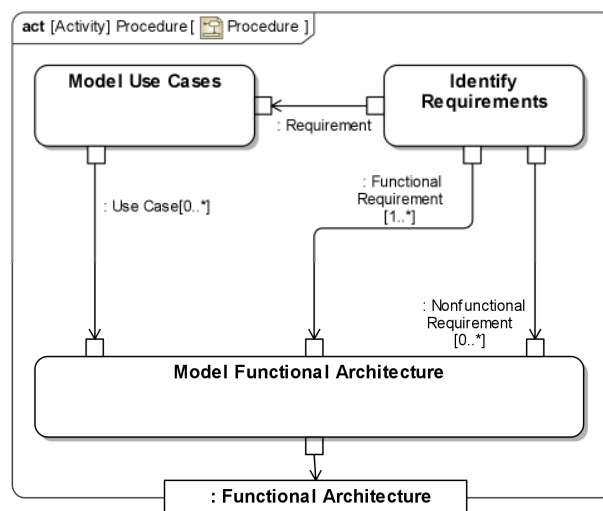 act [Activity] Procedure [ Procedure ]
Model Use Cases
Identify
Requirements
: Requirement
: Functional
Requirement
[1..*]
: Use Case[0..*]
: Nonfunctional
Requirement
[0..*]
Model Functional Architecture
: Functional Architecture